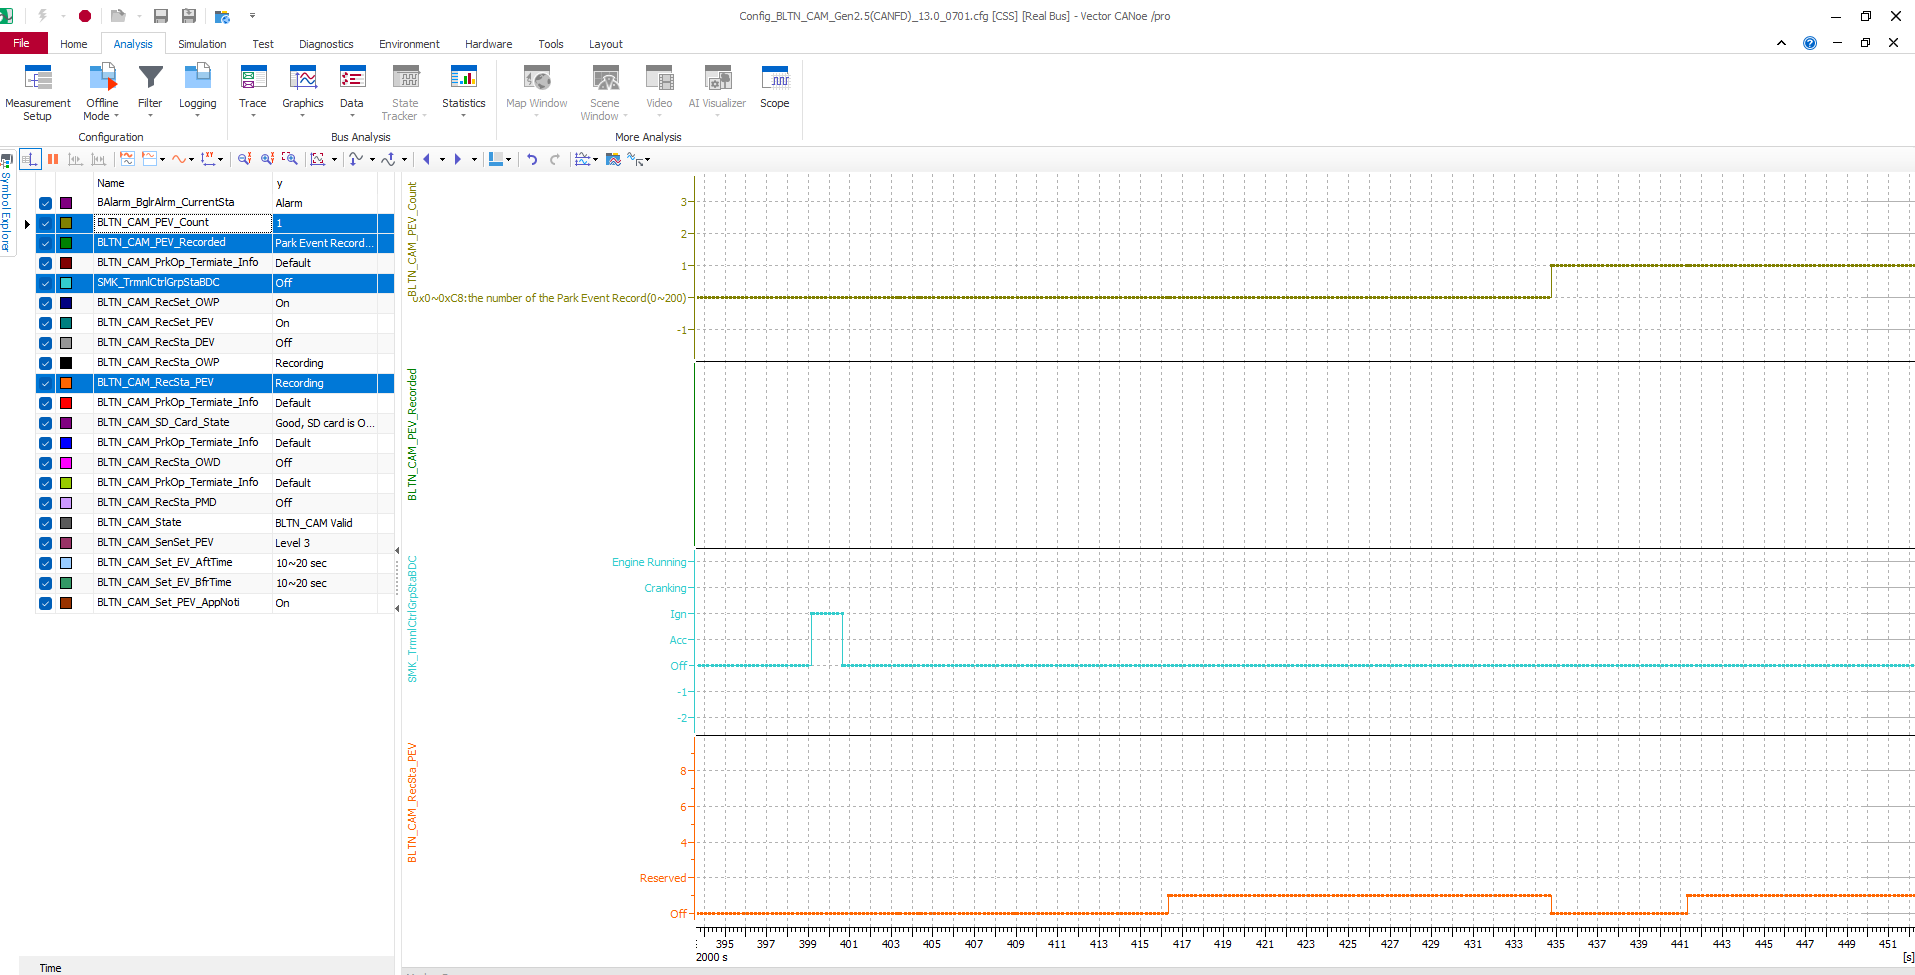 Config_BLTN_CAM_Gen2.5(CANFD)_13.0_0701.cfg [CSS] [Real Bus] - Vector CANoe /pro
File Home Analysis Simulation Test Diagnostics Environment Hardware Tools Layout
Measurement Setup Offline Mode Filter Logging Trace Graphics Data State Tracker Statistics Map Window Scene Window Video AI Visualizer Scope
Configuration Bus Analysis More Analysis
Symbol Explorer
Name y
BAlarm_BglrAlrm_CurrentSta Alarm
BLTN_CAM_PEV_Count 1
BLTN_CAM_PEV_Recorded Park Event Record...
BLTN_CAM_PrkOp_Termiate_Info Default
SMK_TrmnlCtrlGrpStaBDC Off
BLTN_CAM_RecSet_OWP On
BLTN_CAM_RecSet_PEV On
BLTN_CAM_RecSta_DEV Off
BLTN_CAM_RecSta_OWP Recording
BLTN_CAM_RecSta_PEV Recording
BLTN_CAM_PrkOp_Termiate_Info Default
BLTN_CAM_SD_Card_State Good, SD card is O...
BLTN_CAM_PrkOp_Termiate_Info Default
BLTN_CAM_RecSta_OWD Off
BLTN_CAM_PrkOp_Termiate_Info Default
BLTN_CAM_RecSta_PMD Off
BLTN_CAM_State BLTN_CAM Valid
BLTN_CAM_SenSet_PEV Level 3
BLTN_CAM_Set_EV_AftTime 10~20 sec
BLTN_CAM_Set_EV_BfrTime 10~20 sec
BLTN_CAM_Set_PEV_AppNoti On
Time
BLTN_CAM_PEV_Count
3
2
1
0x0~0xC8:the number of the Park Event Record(0~200)
-1
BLTN_CAM_PEV_Recorded
SMK_TrmnlCtrlGrpStaBDC
Engine Running
Cranking
Ign
Acc
Off
-1
-2
BLTN_CAM_RecSta_PEV
8
6
4
Reserved
Off
395 397 399 401 403 405 407 409 411 413 415 417 419 421 423 425 427 429 431 433 435 437 439 441 443 445 447 449 451
2000 s [s]